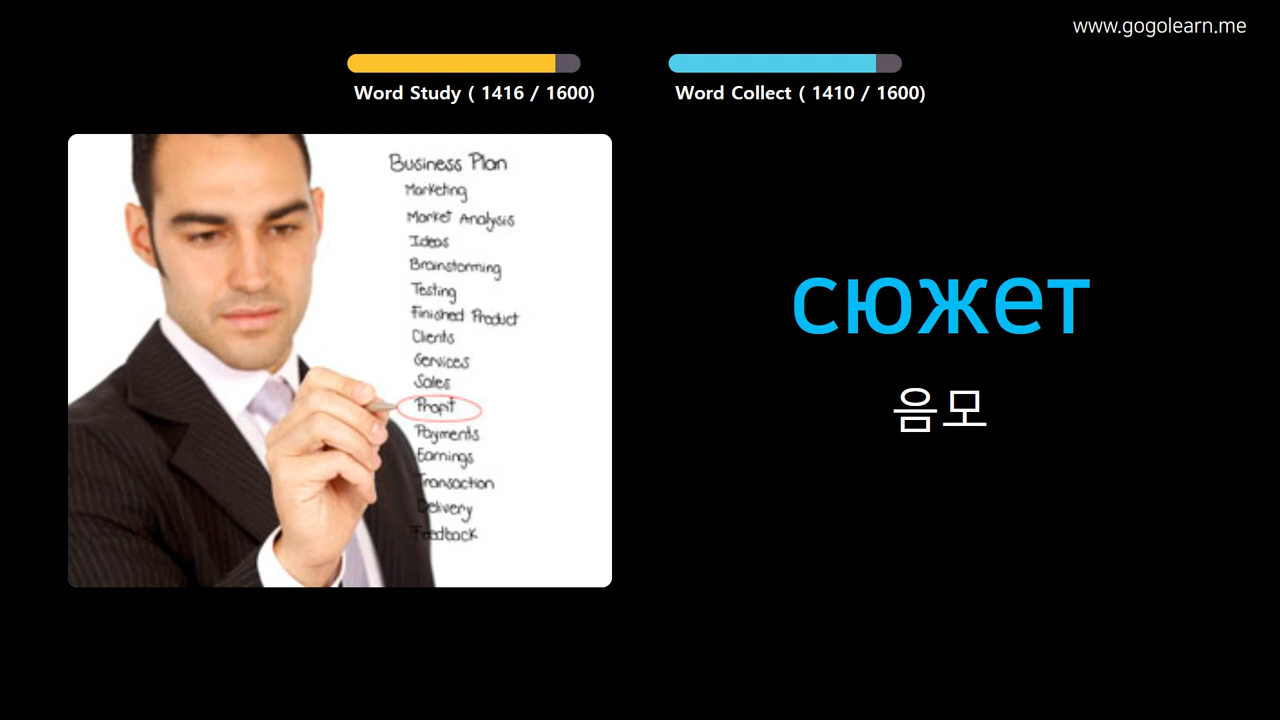 www.gogolearn.me
Word Study ( 1416 / 1600)
Word Collect ( 1410 / 1600)
Business Plan
Marketing
Market Analysis
Ideas
Brainstorming
Testing
Finished Product
Clients
Services
Sales
Profit
Payments
Earnings
Transaction
Delivery
Feedback
сюжет
음모